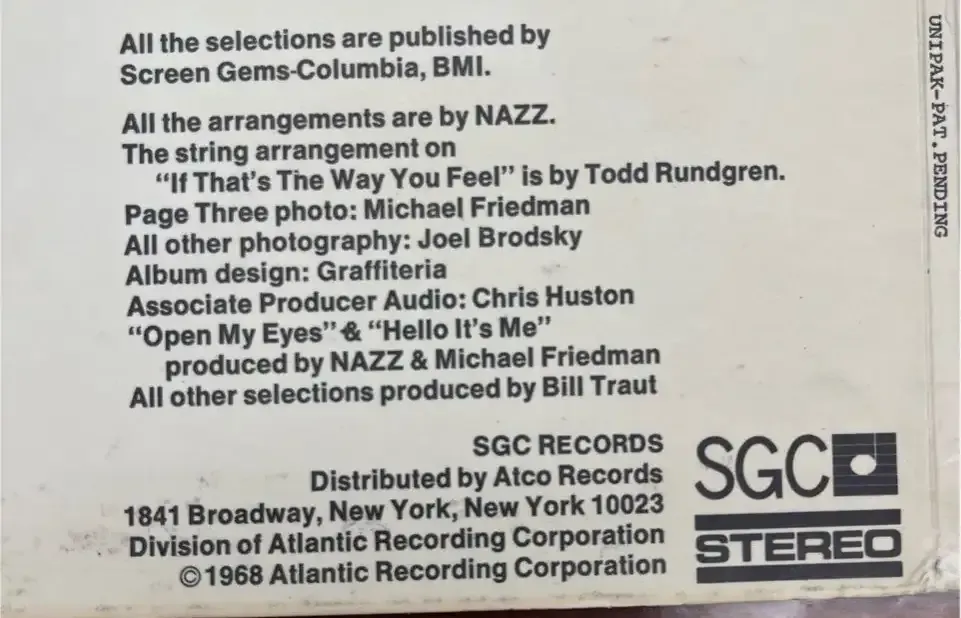 All the selections are published by
Screen Gems-Columbia, BMI.
All the arrangements are by NAZZ.
The string arrangement on
"If That's The Way You Feel" is by Todd Rundgren.
Page Three photo: Michael Friedman
All other photography: Joel Brodsky
Album design: Graffiteria
Associate Producer Audio: Chris Huston
"Open My Eyes" & "Hello It's Me"
produced by NAZZ & Michael Friedman
All other selections produced by Bill Traut
SGC RECORDS
Distributed by Atco Records
1841 Broadway, New York, New York 10023
Division of Atlantic Recording Corporation
©1968 Atlantic Recording Corporation
SGC
STEREO
UNIPAK-PAT.PENDING